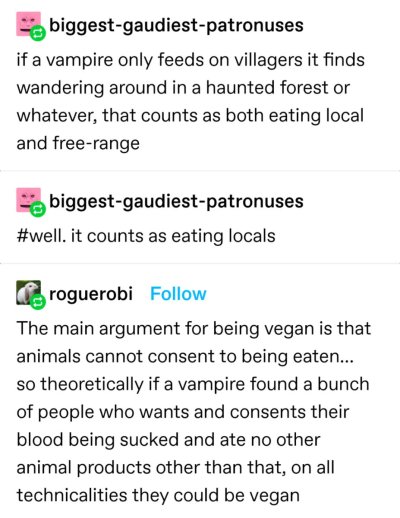 biggest-gaudiest-patronuses
if a vampire only feeds on villagers it finds
wandering around in a haunted forest or
whatever, that counts as both eating local
and free-range
biggest-gaudiest-patronuses
#well. it counts as eating locals
roguerobi Follow
The main argument for being vegan is that
animals cannot consent to being eaten...
so theoretically if a vampire found a bunch
of people who wants and consents their
blood being sucked and ate no other
animal products other than that, on all
technicalities they could be vegan